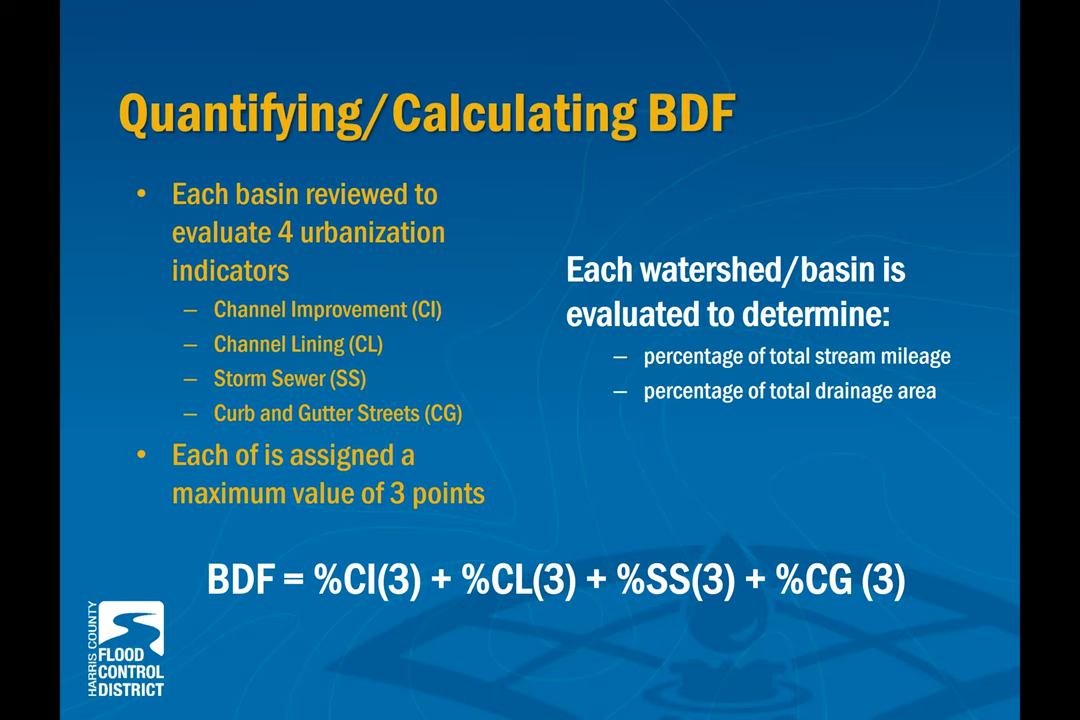 Quantifying/Calculating BDF
• Each basin reviewed to
evaluate 4 urbanization
indicators
– Channel Improvement (CI)
– Channel Lining (CL)
– Storm Sewer (SS)
– Curb and Gutter Streets (CG)
• Each of is assigned a
maximum value of 3 points
Each watershed/basin is
evaluated to determine:
– percentage of total stream mileage
– percentage of total drainage area
BDF = %CI(3) + %CL(3) + %SS(3) + %CG (3)
HARRIS COUNTY
FLOOD
CONTROL
DISTRICT